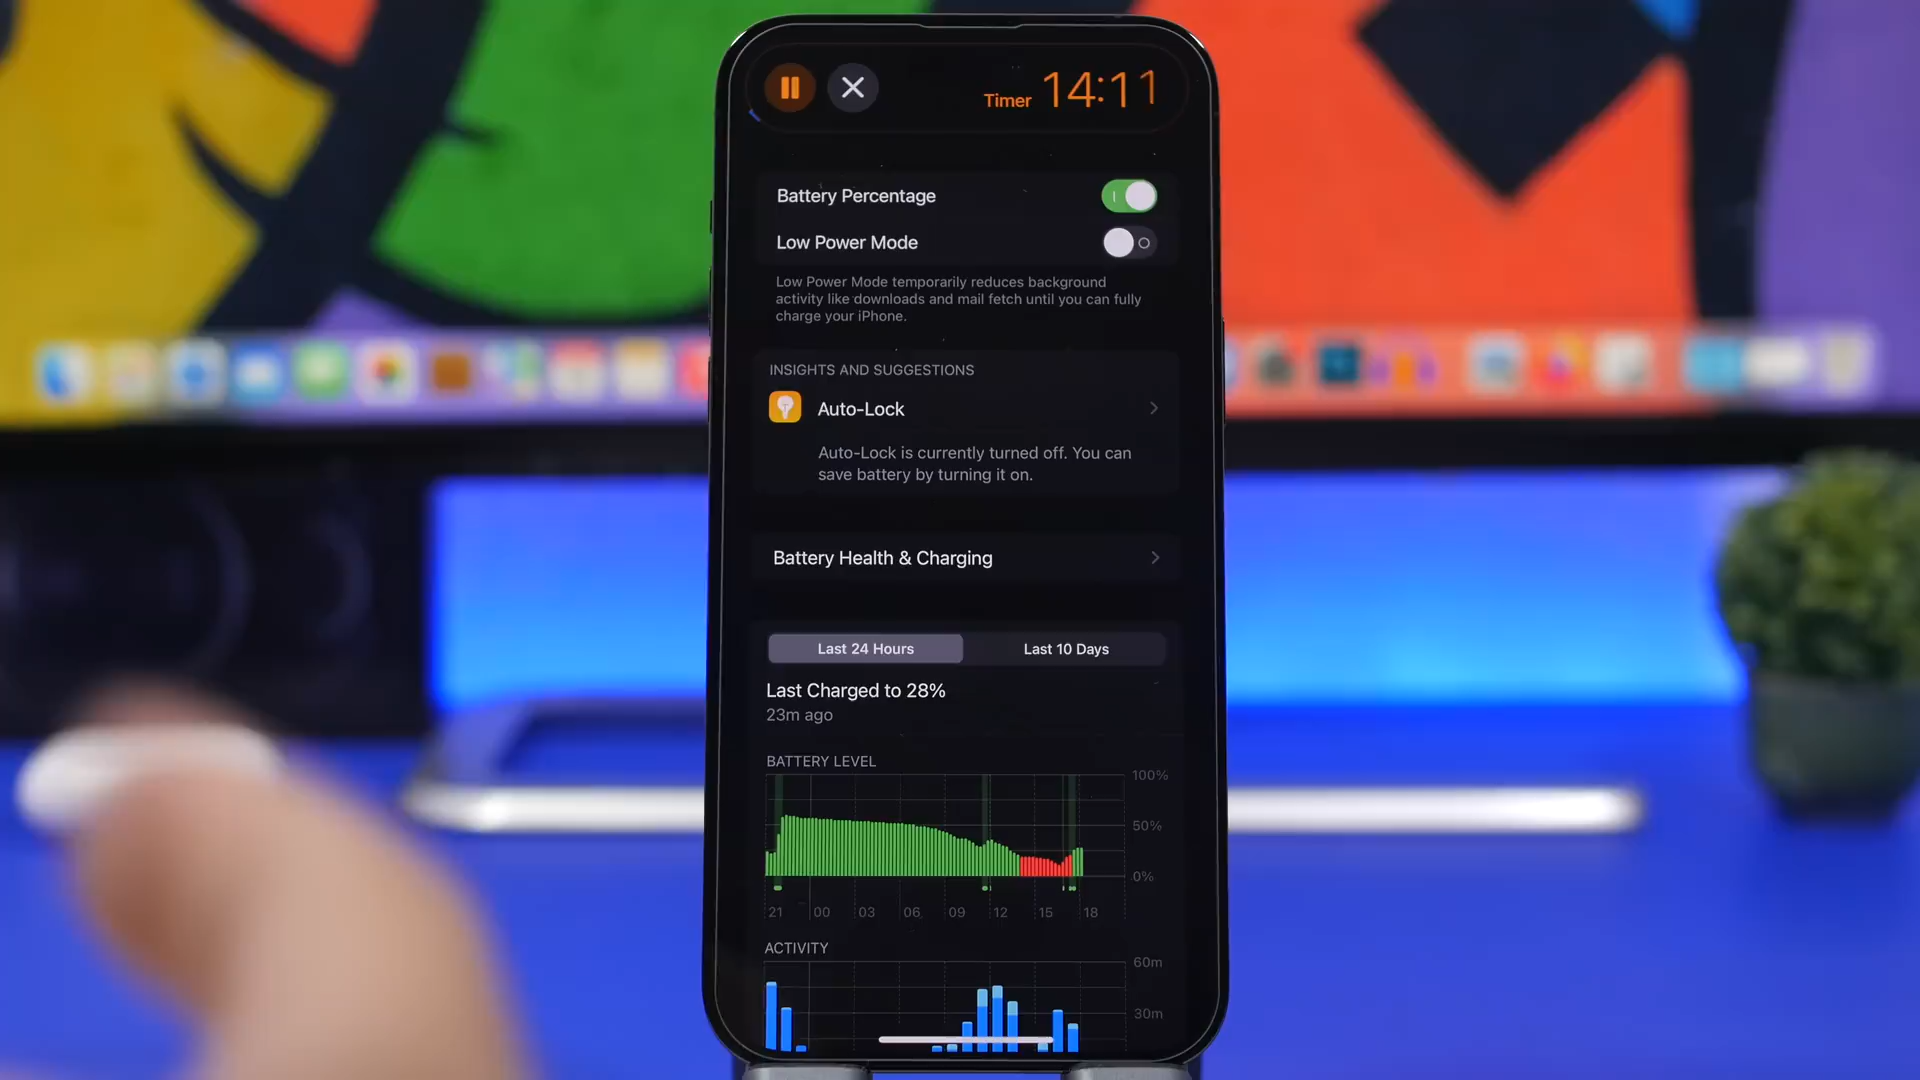 Timer 14:11
Battery Percentage
Low Power Mode
Low Power Mode temporarily reduces background
activity like downloads and mail fetch until you can fully
charge your iPhone.
INSIGHTS AND SUGGESTIONS
Auto-Lock
Auto-Lock is currently turned off. You can
save battery by turning it on.
Battery Health & Charging
Last 24 Hours Last 10 Days
Last Charged to 28%
23m ago
BATTERY LEVEL
100%
50%
0%
21 00 03 06 09 12 15 18
ACTIVITY
60m
30m